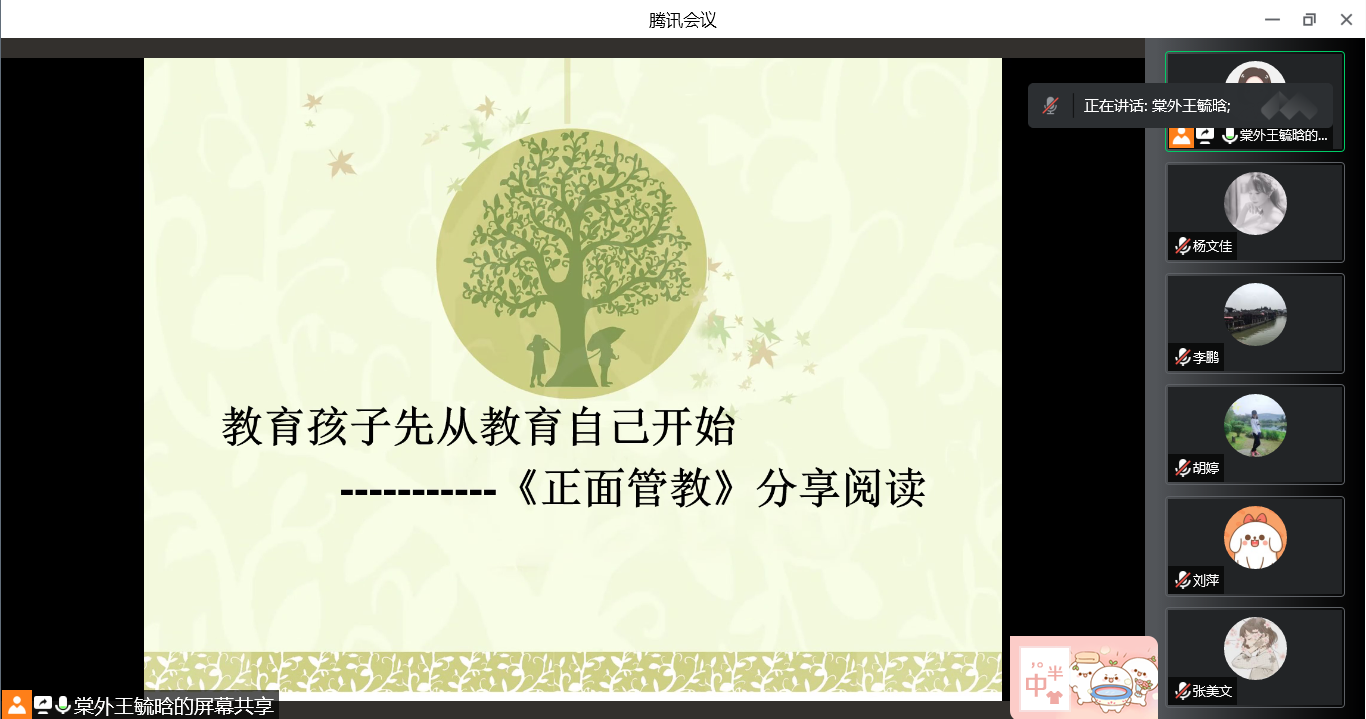 腾讯会议
正在讲话: 棠外王毓晗;
棠外王毓晗的...
杨文佳
李鹏
胡婷
刘萍
张美文
教育孩子先从教育自己开始
-----------《正面管教》分享阅读
中
半
棠外王毓晗的屏幕共享